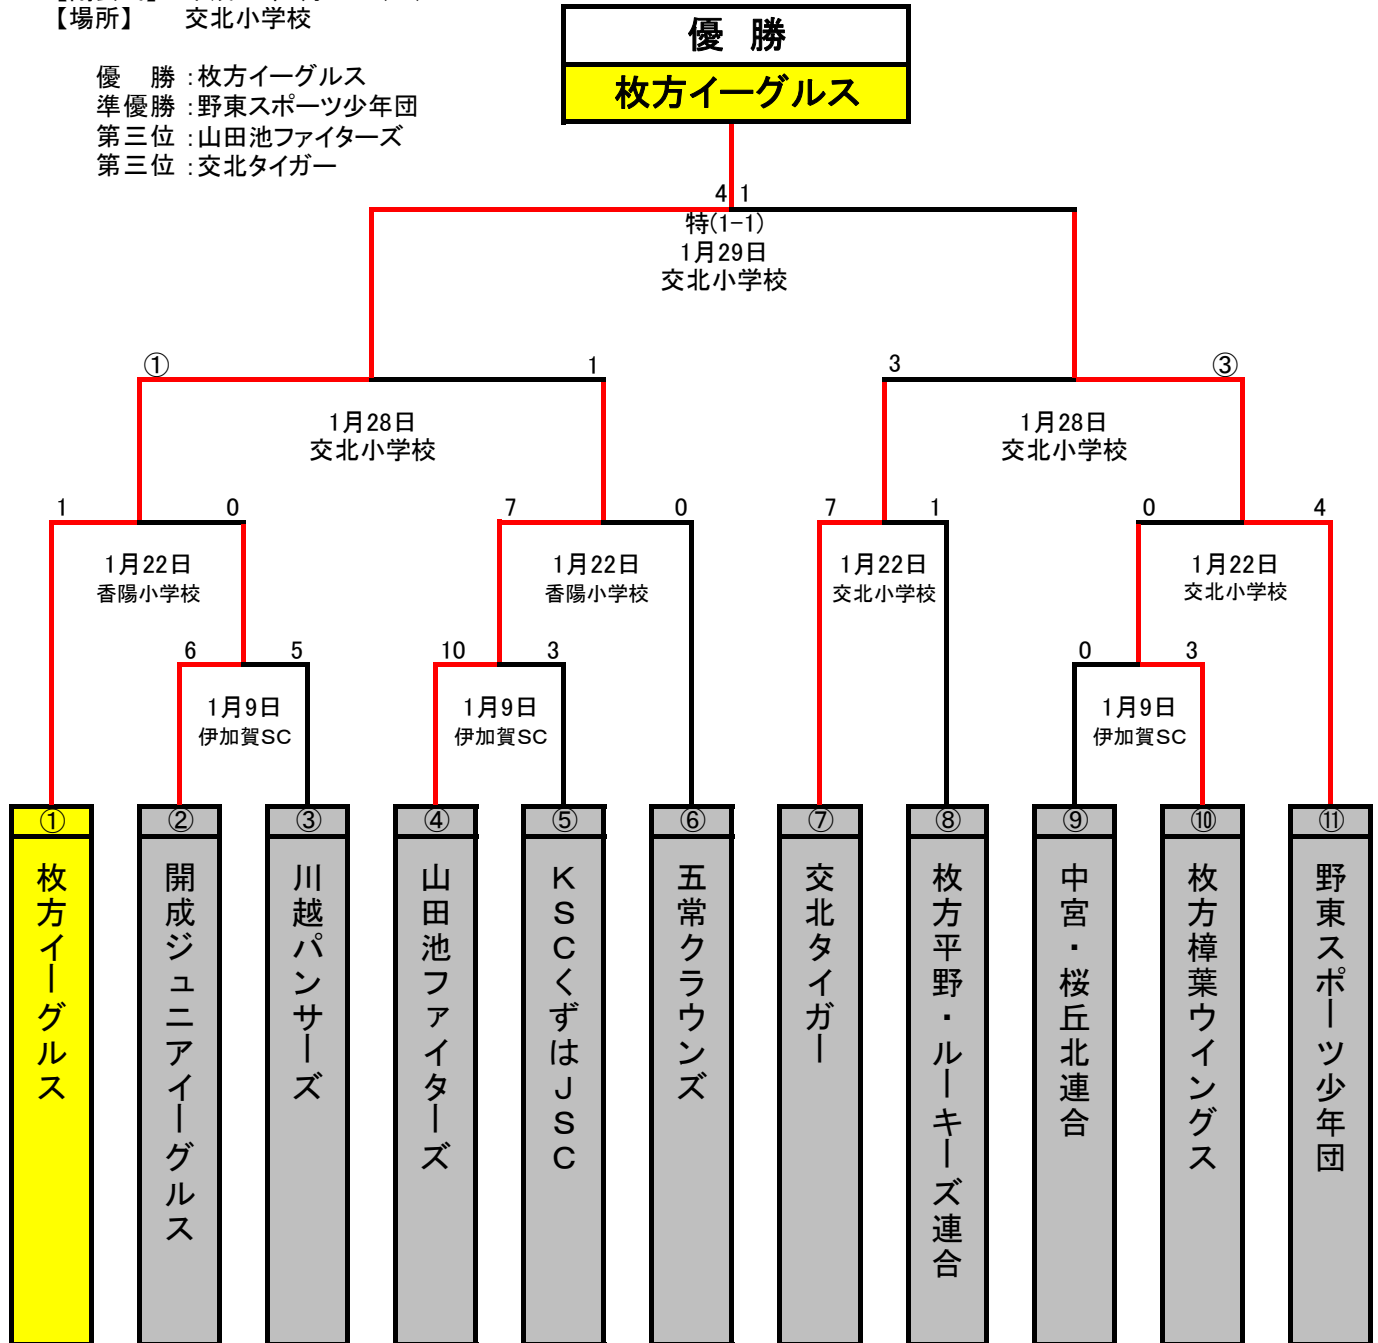 【場所】 交北小学校
優 勝
枚方イーグルス
優 勝 :枚方イーグルス
準優勝 :野東スポーツ少年団
第三位 :山田池ファイターズ
第三位 :交北タイガー
4 1
特(1-1)
1月29日
交北小学校
① 1 3 ③
1月28日 1月28日
交北小学校 交北小学校
1 0 7 0 7 1 0 4
1月22日 1月22日 1月22日 1月22日
香陽小学校 香陽小学校 交北小学校 交北小学校
6 5 10 3 0 3
1月9日 1月9日 1月9日
伊加賀SC 伊加賀SC 伊加賀SC
① ② ③ ④ ⑤ ⑥ ⑦ ⑧ ⑨ ⑩ ⑪
枚方イーグルス
開成ジュニアイーグルス
川越パンサーズ
山田池ファイターズ
KSCくずはJSC
五常クラウンズ
交北タイガー
枚方平野・ルーキーズ連合
中宮・桜丘北連合
枚方樟葉ウイングス
野東スポーツ少年団